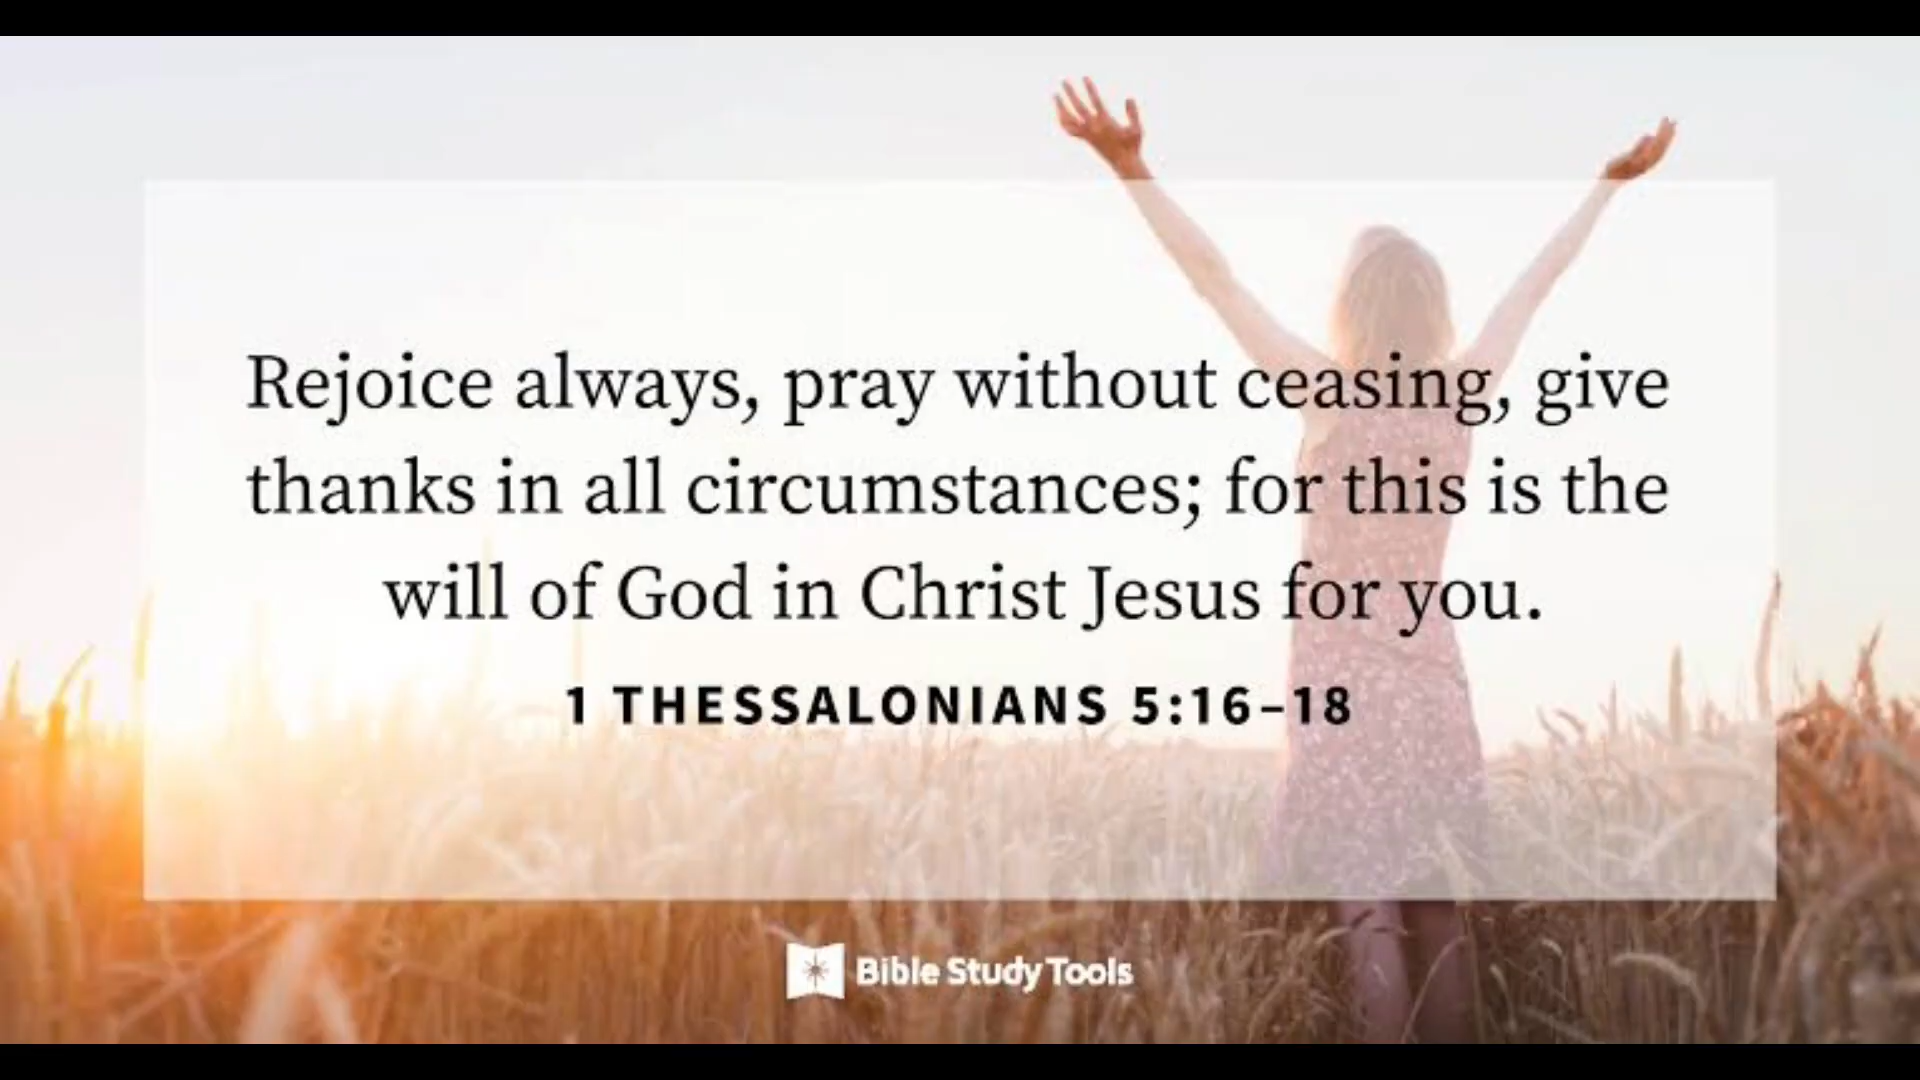 Rejoice always, pray without ceasing, give
thanks in all circumstances; for this is the
will of God in Christ Jesus for you.
1 THESSALONIANS 5:16–18
Bible Study Tools